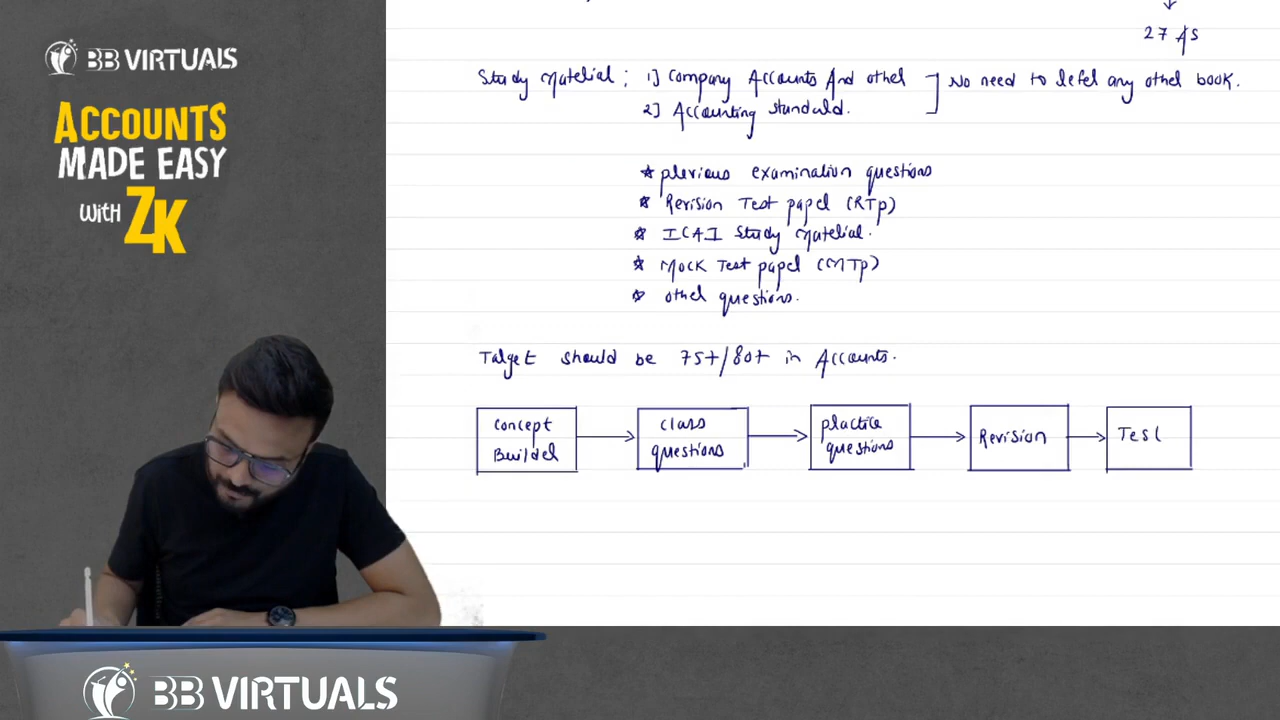 BB VIRTUALS
ACCOUNTS
MADE EASY
WITH ZK
27 AS
Study Material : 1] Company Accounts And other
2] Accounting Standard.
No need to refer any other book.
* previous examination questions
* Revision Test paper (RTP)
* ICAI Study Material.
* Mock Test paper (MTP)
* other questions.
Target should be 75+/80+ in Accounts.
Concept Builder
class questions
practice questions
Revision
Test
BB VIRTUALS